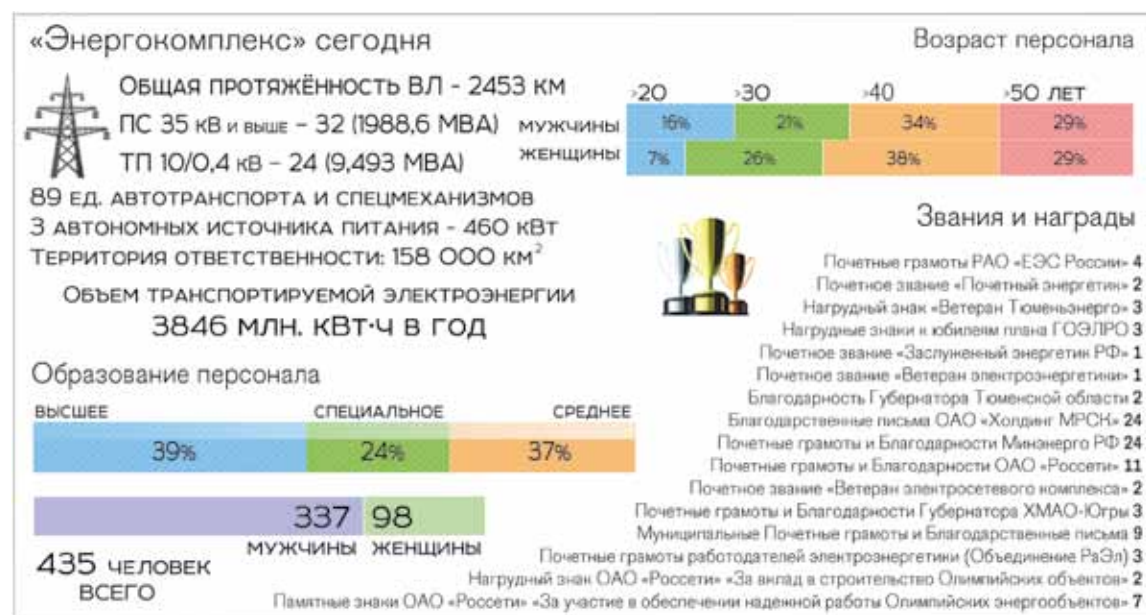 «Энергокомплекс» сегодня
Общая протяжённость ВЛ - 2453 км
ПС 35 кВ и выше – 32 (1988,6 МВА)
ТП 10/0,4 кВ – 24 (9,493 МВА)
89 ед. автотранспорта и спецмеханизмов
3 автономных источника питания - 460 кВт
Территория ответственности: 158 000 км²
Объем транспортируемой электроэнергии
3846 млн. кВт·ч в год
Образование персонала
высшее специальное среднее
39% 24% 37%
337 98
мужчины женщины
435 человек
всего
Возраст персонала
>20 >30 >40 >50 лет
мужчины 16% 21% 34% 29%
женщины 7% 26% 38% 29%
Звания и награды
Почетные грамоты РАО «ЕЭС России» 4
Почетное звание «Почетный энергетик» 2
Нагрудный знак «Ветеран Тюменьэнерго» 3
Нагрудные знаки к юбилеям плана ГОЭЛРО 3
Почетное звание «Заслуженный энергетик РФ» 1
Почетное звание «Ветеран электроэнергетики» 1
Благодарность Губернатора Тюменской области 2
Благодарственные письма ОАО «Холдинг МРСК» 24
Почетные грамоты и Благодарности Минэнерго РФ 24
Почетные грамоты и Благодарности ОАО «Россети» 11
Почетное звание «Ветеран электросетевого комплекса» 2
Почетные грамоты и Благодарности Губернатора ХМАО-Югры 3
Муниципальные Почетные грамоты и Благодарственные письма 9
Почетные грамоты работодателей электроэнергетики (Объединение РаЭл) 3
Нагрудный знак ОАО «Россети» «За вклад в строительство Олимпийских объектов» 2
Памятные знаки ОАО «Россети» «За участие в обеспечении надежной работы Олимпийских энергообъектов» 7